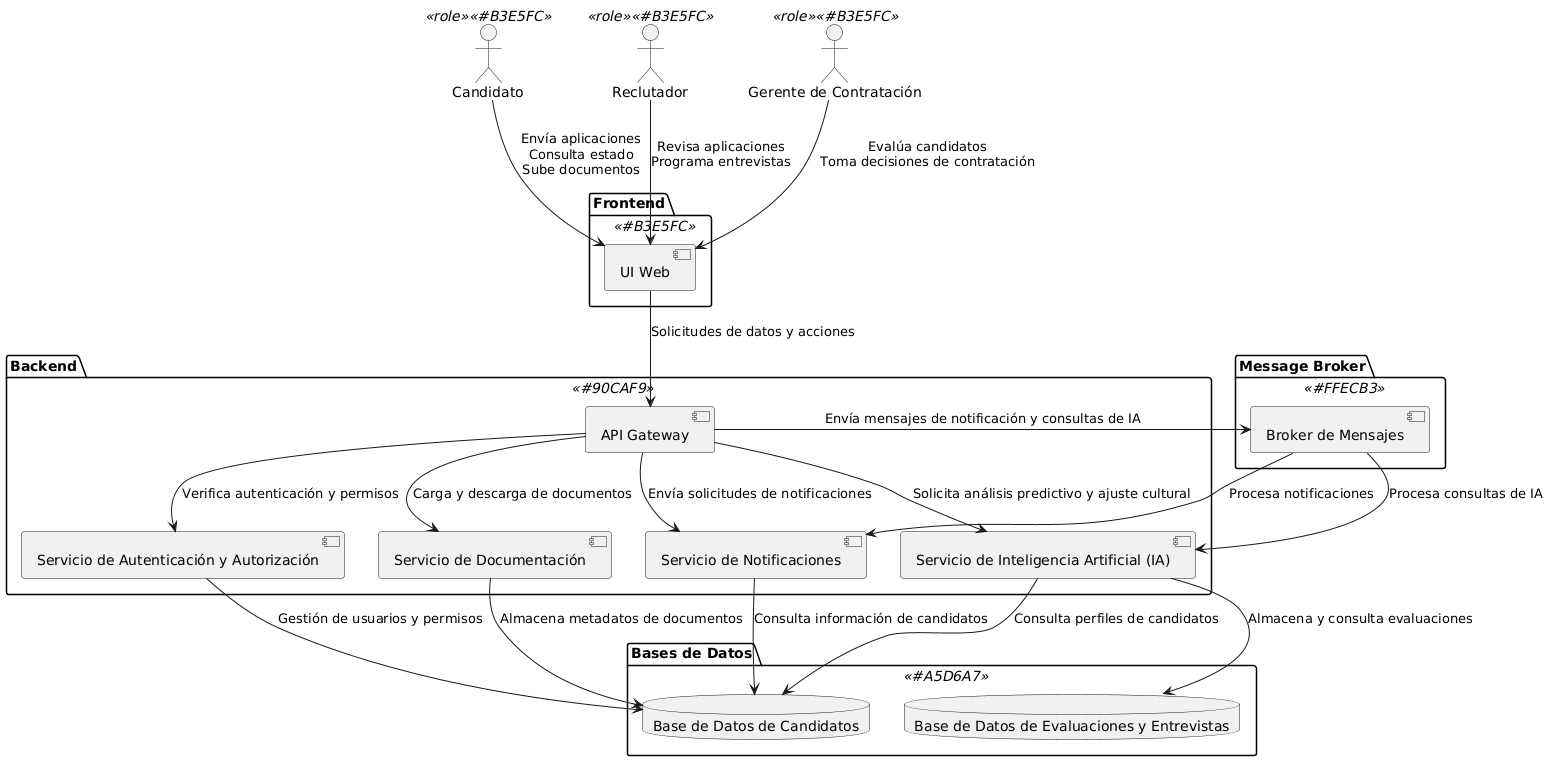 «role»«#B3E5FC»
«role»«#B3E5FC»
«role»«#B3E5FC»
Candidato
Reclutador
Gerente de Contratación
Envía aplicaciones
Consulta estado
Sube documentos
Revisa aplicaciones
Programa entrevistas
Evalúa candidatos
Toma decisiones de contratación
Frontend
«#B3E5FC»
UI Web
Solicitudes de datos y acciones
Backend
«#90CAF9»
API Gateway
Envía mensajes de notificación y consultas de IA
Message Broker
«#FFECB3»
Broker de Mensajes
Verifica autenticación y permisos
Carga y descarga de documentos
Envía solicitudes de notificaciones
Solicita análisis predictivo y ajuste cultural
Procesa notificaciones
Procesa consultas de IA
Servicio de Autenticación y Autorización
Servicio de Documentación
Servicio de Notificaciones
Servicio de Inteligencia Artificial (IA)
Gestión de usuarios y permisos
Almacena metadatos de documentos
Consulta información de candidatos
Consulta perfiles de candidatos
Almacena y consulta evaluaciones
Bases de Datos
«#A5D6A7»
Base de Datos de Candidatos
Base de Datos de Evaluaciones y Entrevistas